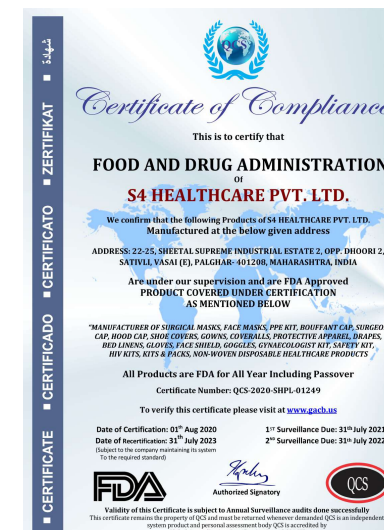 CERTIFICATE ■ CERTIFICADO ■ CERTIFICATO ■ ZERTIFIKAT ■ شهادة
Certificate of Compliance
This is to certify that
FOOD AND DRUG ADMINISTRATION
Of
S4 HEALTHCARE PVT. LTD.
We confirm that the following Products of S4 HEALTHCARE PVT. LTD.
Manufactured at the below given address
ADDRESS: 22-25, SHEETAL SUPREME INDUSTRIAL ESTATE 2, OPP. DHOORI 2,
SATIVLI, VASAI (E), PALGHAR- 401208, MAHARASHTRA, INDIA
Are under our supervision and are FDA Approved
PRODUCT COVERED UNDER CERTIFICATION
AS MENTIONED BELOW
"MANUFACTURER OF SURGICAL MASKS, FACE MASKS, PPE KIT, BOUFFANT CAP, SURGEO
CAP, HOOD CAP, SHOE COVERS, GOWNS, COVERALLS, PROTECTIVE APPAREL, DRAPES,
BED LINENS, GLOVES, FACE SHIELD, GOGGLES, GYNAECOLOGIST KIT, SAFETY KIT,
HIV KITS, KITS & PACKS, NON-WOVEN DISPOSABLE HEALTHCARE PRODUCTS
All Products are FDA for All Year Including Passover
Certificate Number: QCS-2020-SHPL-01249
To verify this certificate please visit at www.gacb.us
Date of Certification: 01st Aug 2020
1ST Surveillance Due: 31st July 2021
Date of Recertification: 31st July 2023
2nd Surveillance Due: 31st July 2022
(Subject to the company maintaining its system
To the required standard)
FDA
Authorized Signatory
QCS
Validity of this Certificate is subject to Annual Surveillance audits done successfully
This certificate remains the property of QCS and must be returned whenever demanded QCS is an independent
system product and personal assessment body QCS is accredited by